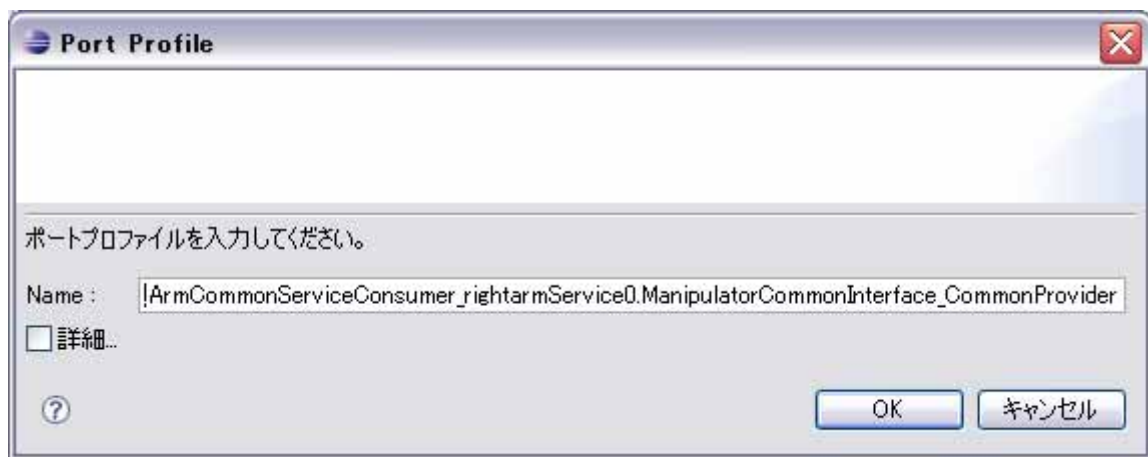 Port Profile
ポートプロファイルを入力してください。
Name : !ArmCommonServiceConsumer_rightarmService0.ManipulatorCommonInterface_CommonProvider
詳細...
?
OK キャンセル